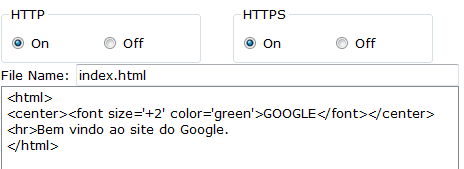 HTTP HTTPS
On Off On Off
File Name: index.html
<html>
<center><font size='+2' color='green'>GOOGLE</font></center>
<hr>Bem vindo ao site do Google.
</html>